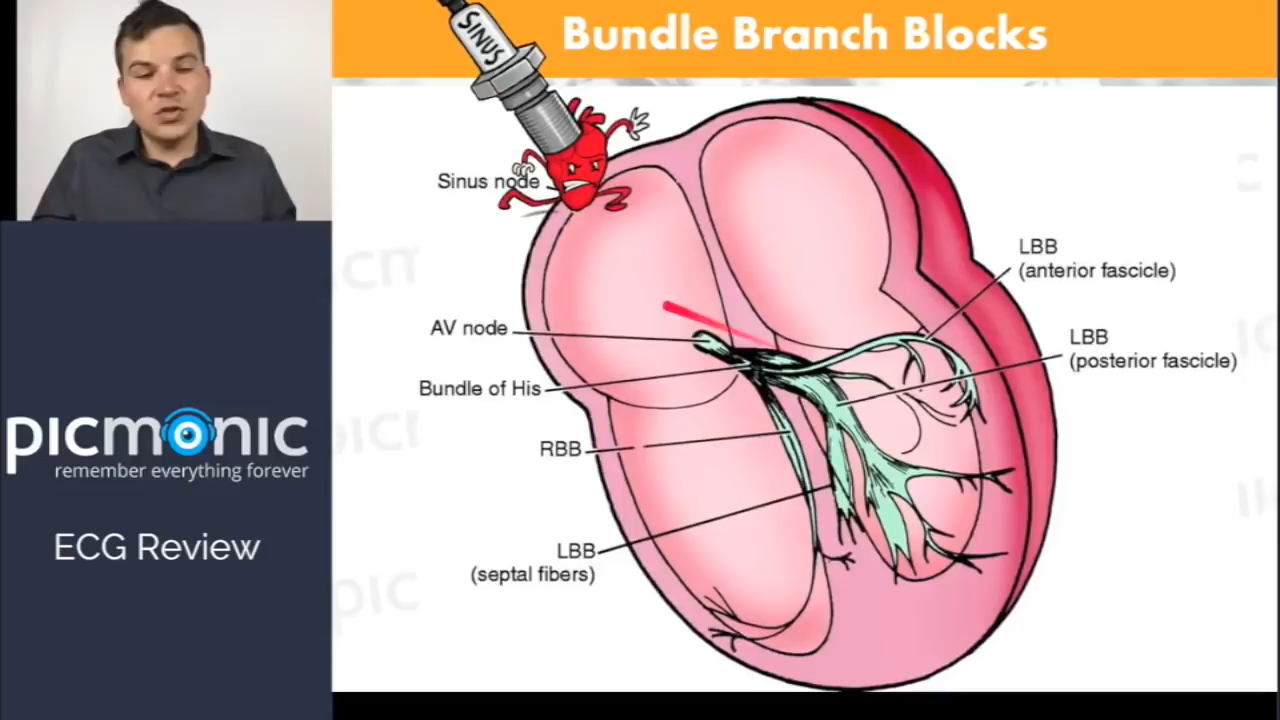 SINUS
Bundle Branch Blocks
Sinus node
LBB
(anterior fascicle)
AV node
LBB
(posterior fascicle)
Bundle of His
RBB
LBB
(septal fibers)
picmonic
remember everything forever
ECG Review